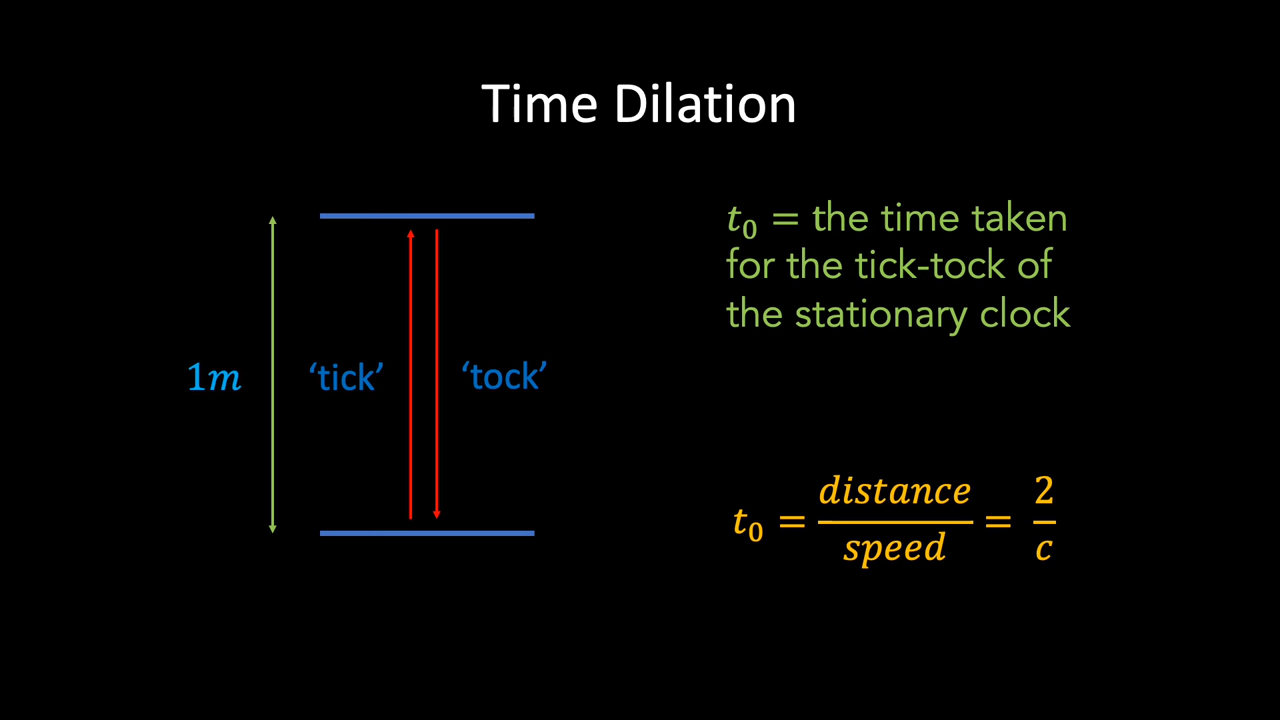 Time Dilation
t₀ = the time taken
for the tick-tock of
the stationary clock
1m
‘tick’
‘tock’
t₀ = distance/speed = 2/c